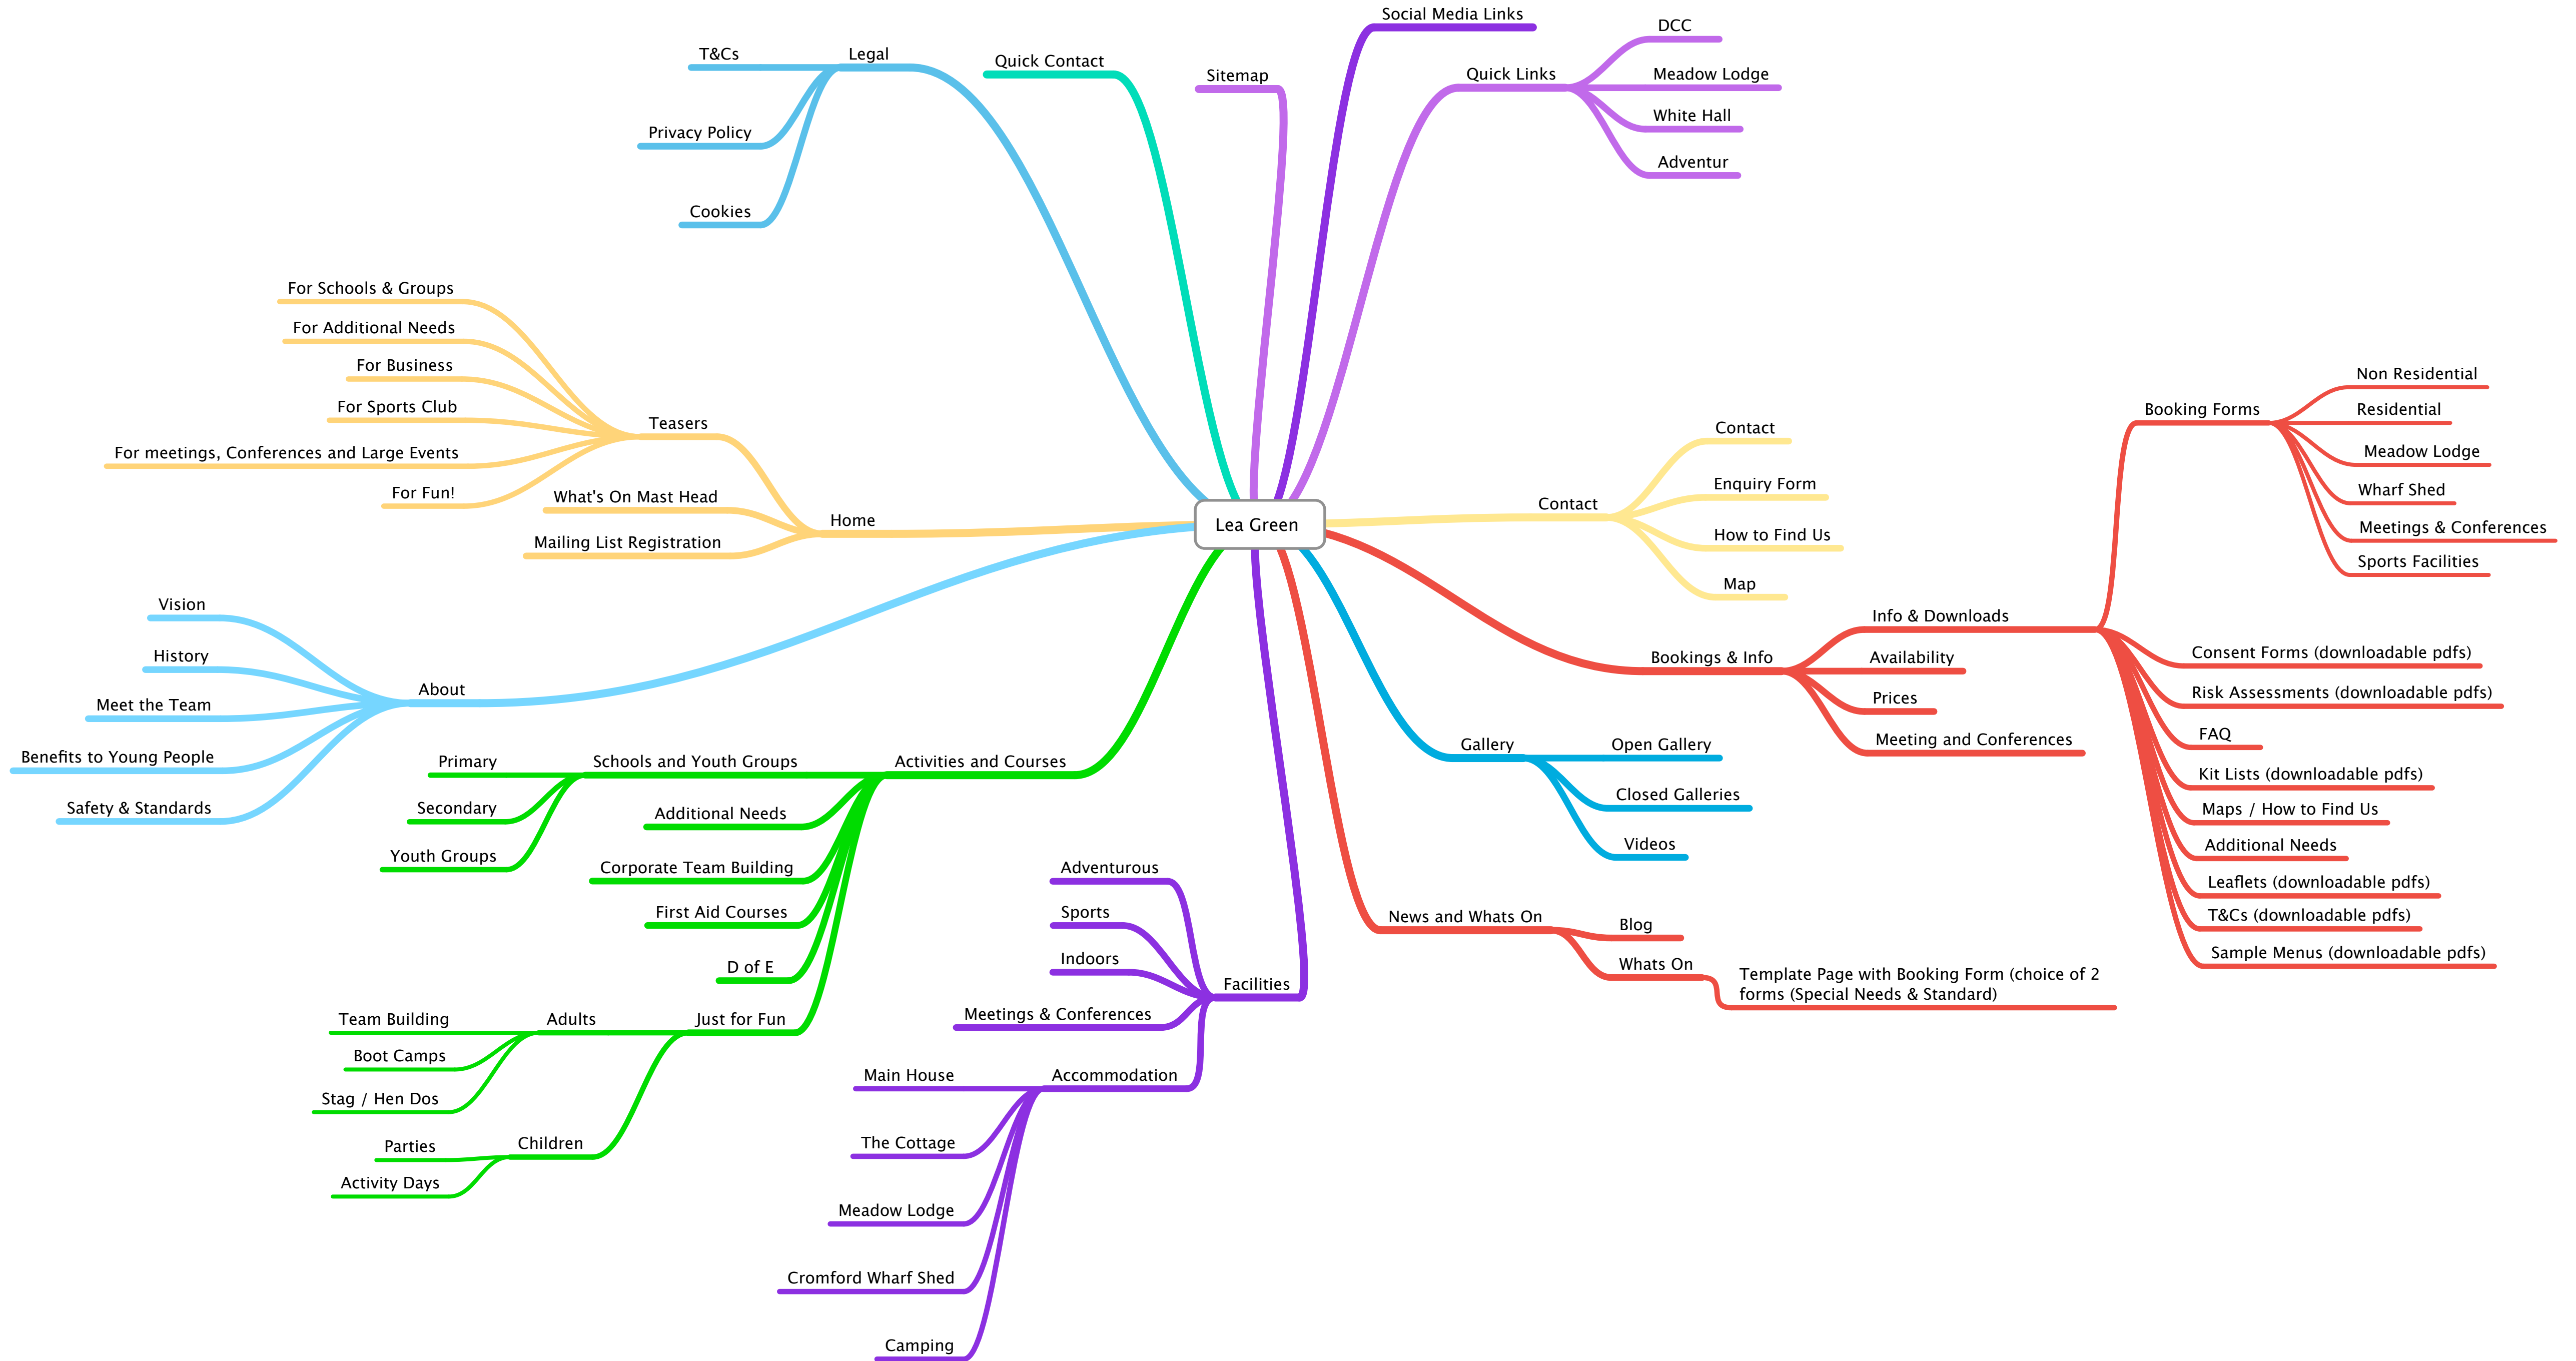 Social Media Links
DCC
Quick Links
Meadow Lodge
White Hall
Adventur
Sitemap
Quick Contact
Legal
T&Cs
Privacy Policy
Cookies
For Schools & Groups
For Additional Needs
For Business
For Sports Club
For meetings, Conferences and Large Events
For Fun!
Teasers
What's On Mast Head
Mailing List Registration
Home
Lea Green
Contact
Contact
Enquiry Form
How to Find Us
Map
Booking Forms
Non Residential
Residential
Meadow Lodge
Wharf Shed
Meetings & Conferences
Sports Facilities
Bookings & Info
Info & Downloads
Availability
Prices
Meeting and Conferences
Consent Forms (downloadable pdfs)
Risk Assessments (downloadable pdfs)
FAQ
Kit Lists (downloadable pdfs)
Maps / How to Find Us
Additional Needs
Leaflets (downloadable pdfs)
T&Cs (downloadable pdfs)
Sample Menus (downloadable pdfs)
Vision
History
Meet the Team
Benefits to Young People
Safety & Standards
About
Primary
Secondary
Youth Groups
Schools and Youth Groups
Activities and Courses
Additional Needs
Corporate Team Building
First Aid Courses
D of E
Just for Fun
Adults
Team Building
Boot Camps
Stag / Hen Dos
Children
Parties
Activity Days
Gallery
Open Gallery
Closed Galleries
Videos
News and Whats On
Blog
Whats On
Template Page with Booking Form (choice of 2
forms (Special Needs & Standard)
Adventurous
Sports
Indoors
Facilities
Meetings & Conferences
Accommodation
Main House
The Cottage
Meadow Lodge
Cromford Wharf Shed
Camping